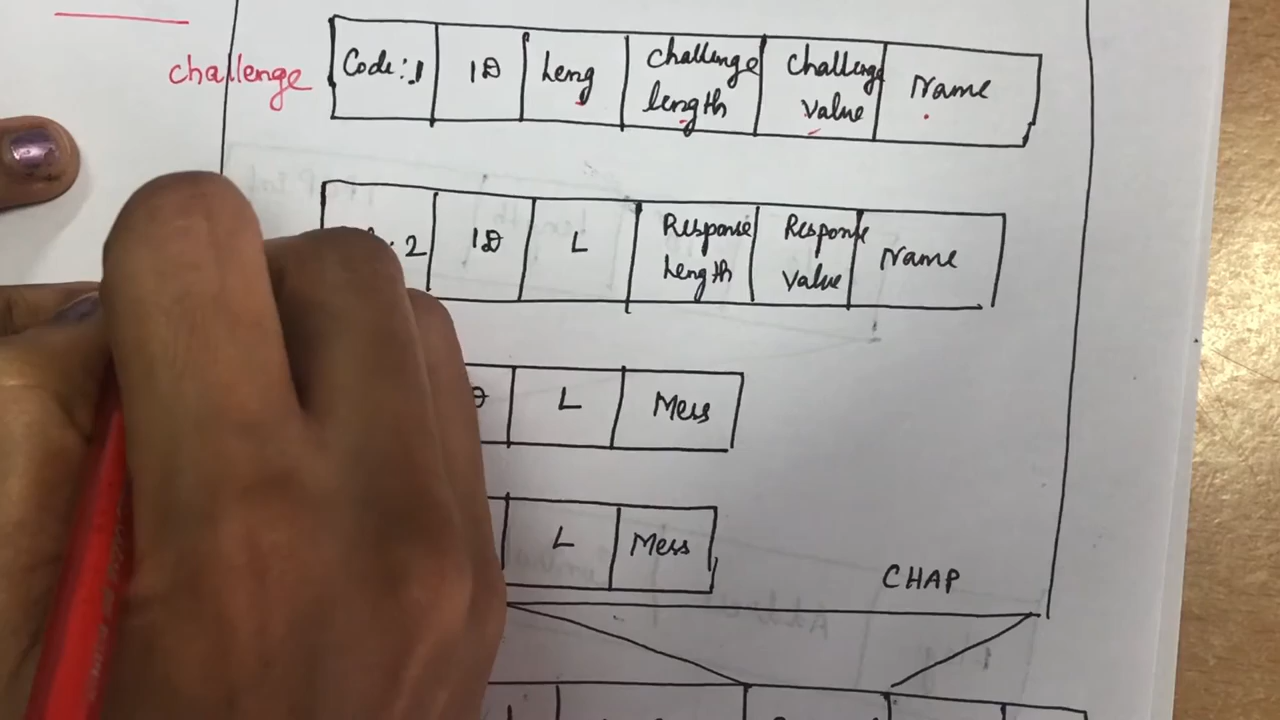 challenge
Code:1 ID Leng Challenge length Challenge value Name
2 ID L Response Length Response Value Name
L Mess
L Mess
CHAP